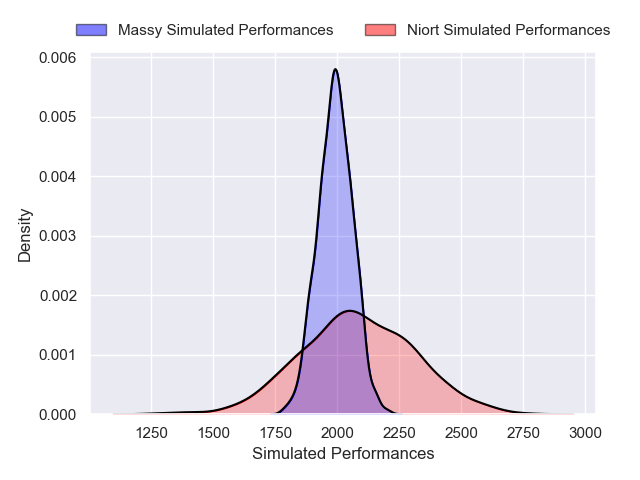 Massy Simulated Performances Niort Simulated Performances
0.006
0.005
0.004
0.003
0.002
0.001
0.000
Density
1250 1500 1750 2000 2250 2500 2750 3000
Simulated Performances